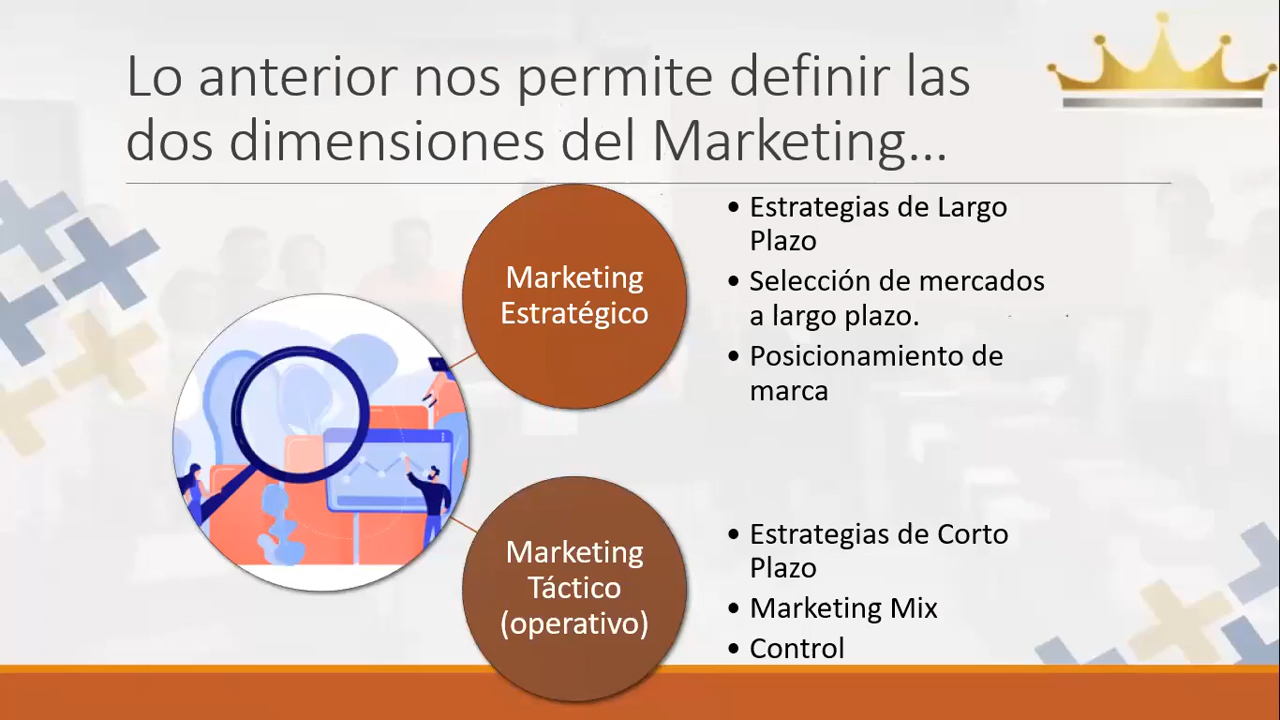 Lo anterior nos permite definir las
dos dimensiones del Marketing...
Marketing
Estratégico
• Estrategias de Largo
Plazo
• Selección de mercados
a largo plazo.
• Posicionamiento de
marca
Marketing
Táctico
(operativo)
• Estrategias de Corto
Plazo
• Marketing Mix
• Control